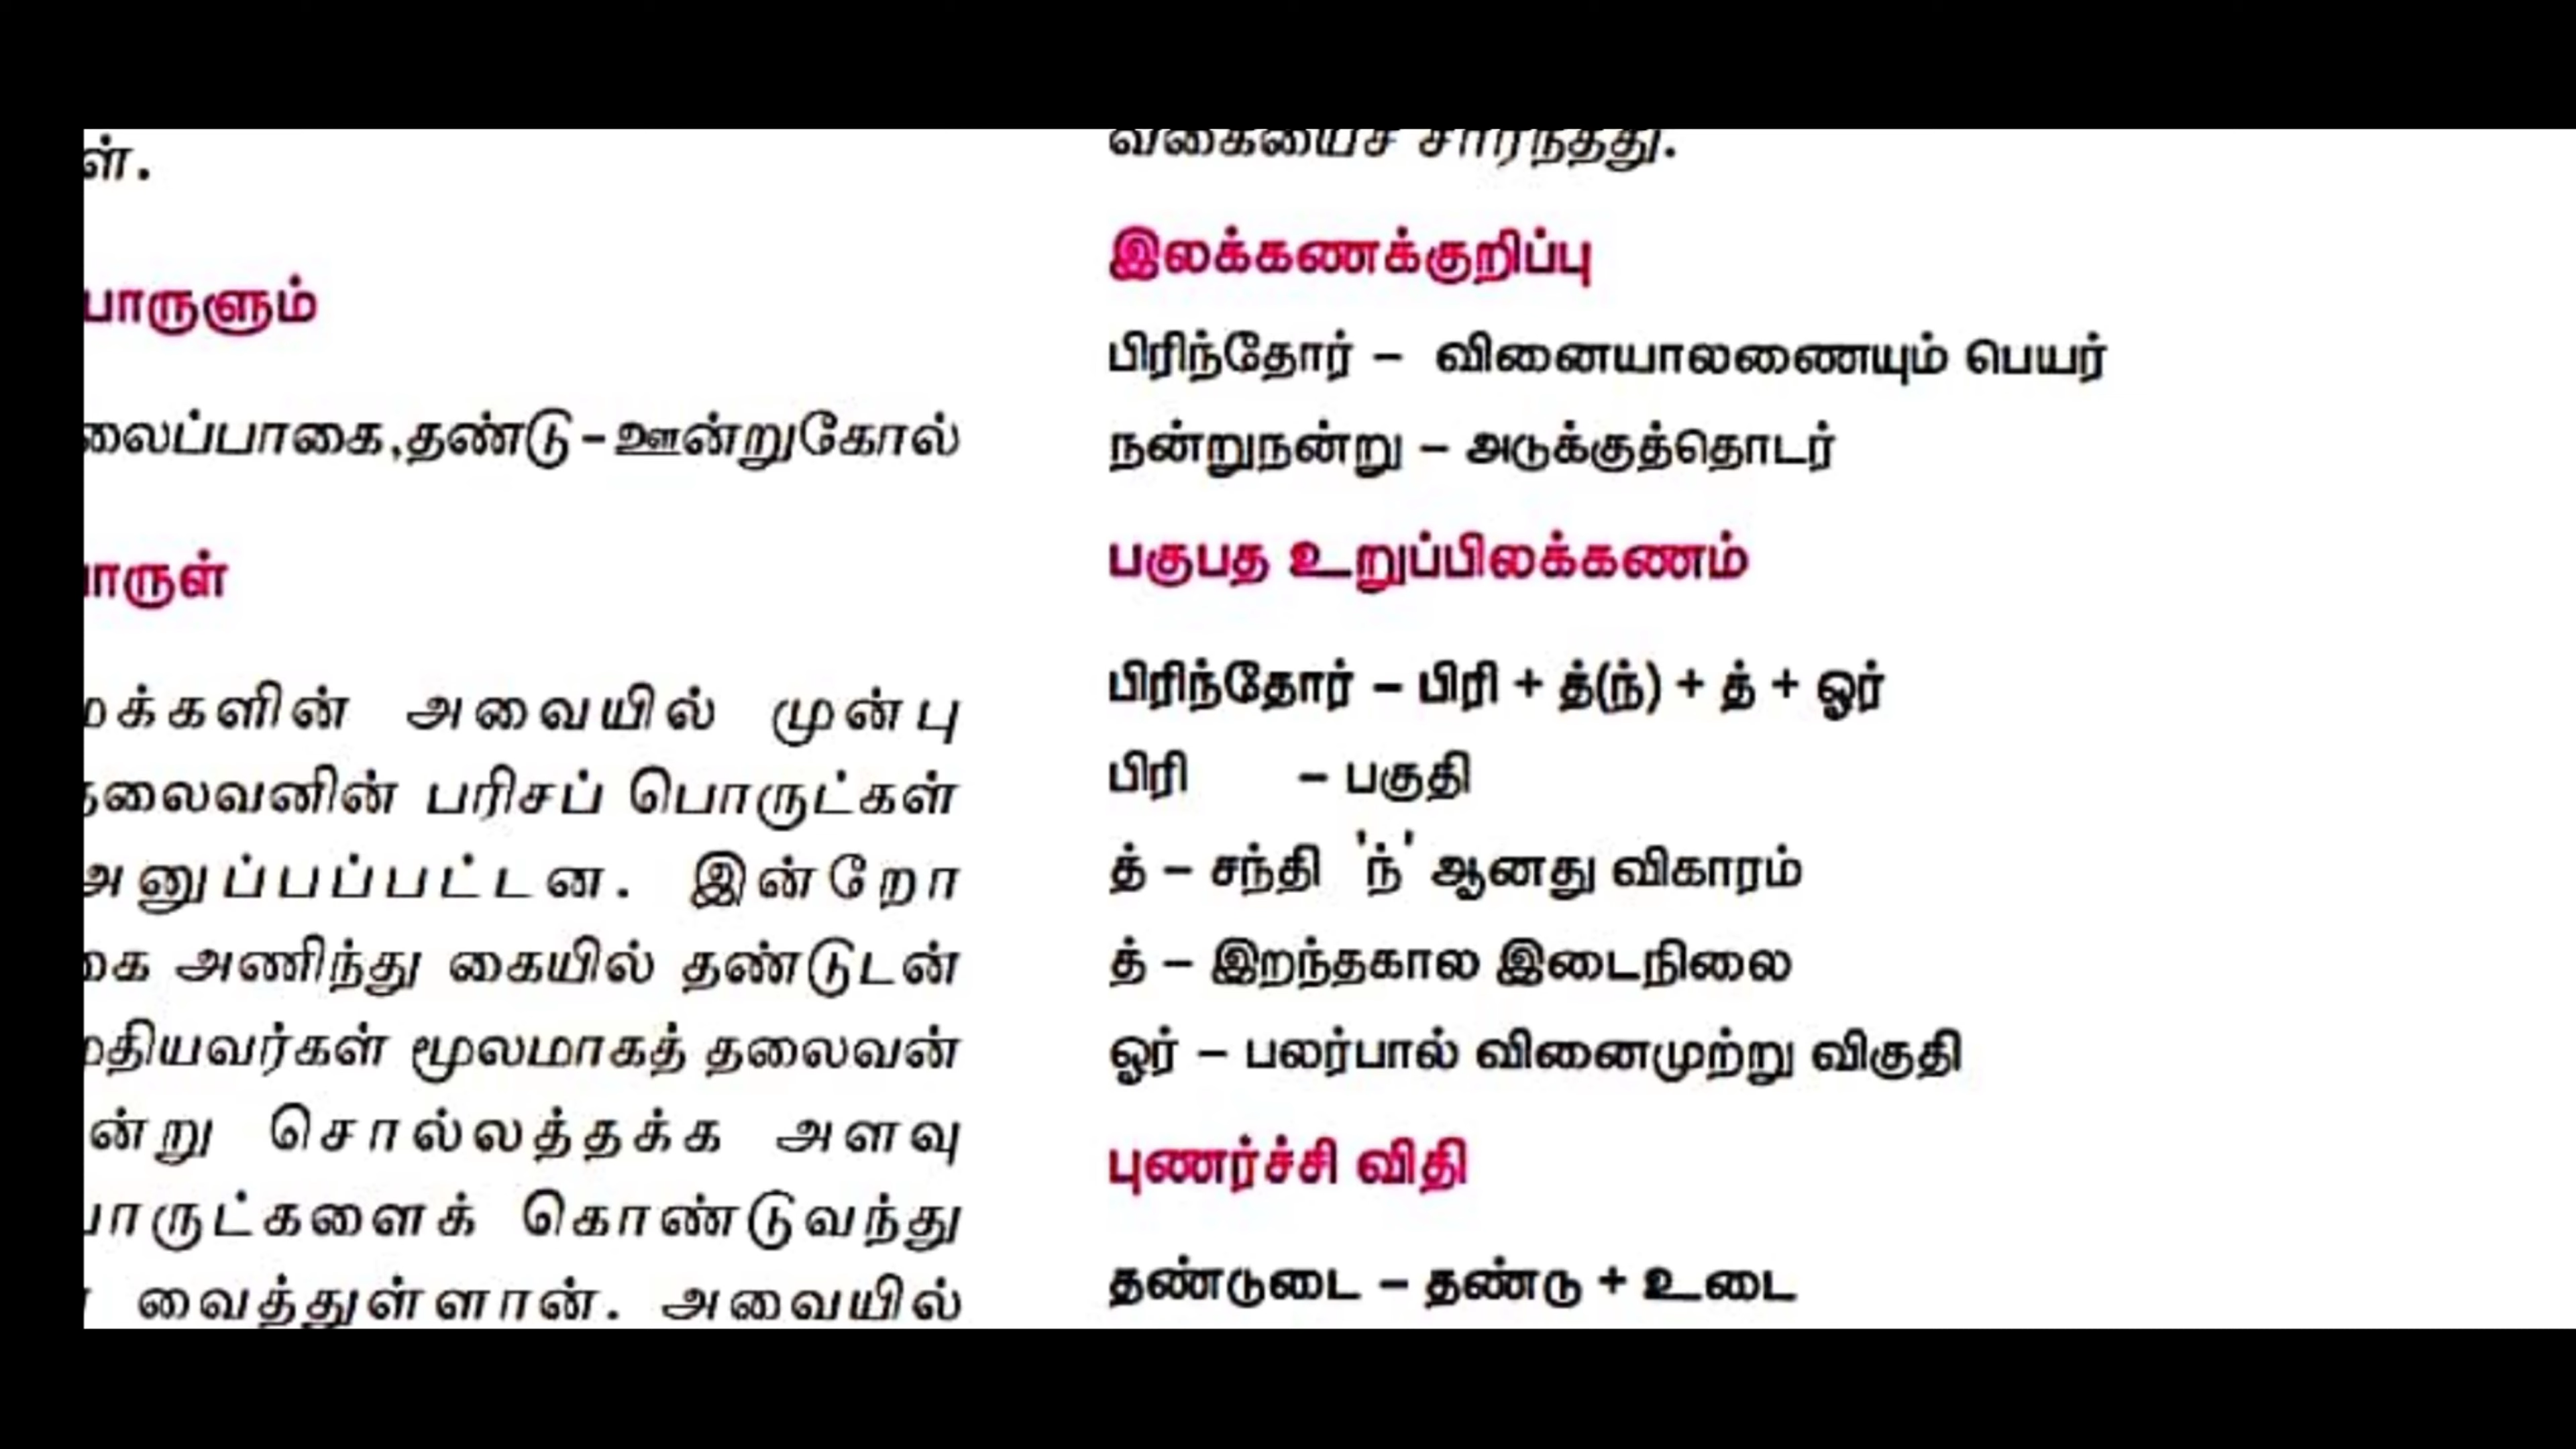 ள்.
பாருளும்
லைப்பாகை,தண்டு-ஊன்றுகோல்
ாருள்
மக்களின் அவையில் முன்பு
தலைவனின் பரிசப் பொருட்கள்
அனுப்பப்பட்டன. இன்றோ
கை அணிந்து கையில் தண்டுடன்
முதியவர்கள் மூலமாகத் தலைவன்
ன்று சொல்லத்தக்க அளவு
பாருட்களைக் கொண்டுவந்து
வைத்துள்ளான். அவையில்
வகையைச் சார்ந்தது.
இலக்கணக்குறிப்பு
பிரிந்தோர் – வினையாலணையும் பெயர்
நன்றுநன்று – அடுக்குத்தொடர்
பகுபத உறுப்பிலக்கணம்
பிரிந்தோர் – பிரி + த்(ந்) + த் + ஓர்
பிரி – பகுதி
த் – சந்தி 'ந்' ஆனது விகாரம்
த் – இறந்தகால இடைநிலை
ஓர் – பலர்பால் வினைமுற்று விகுதி
புணர்ச்சி விதி
தண்டுடை – தண்டு + உடை